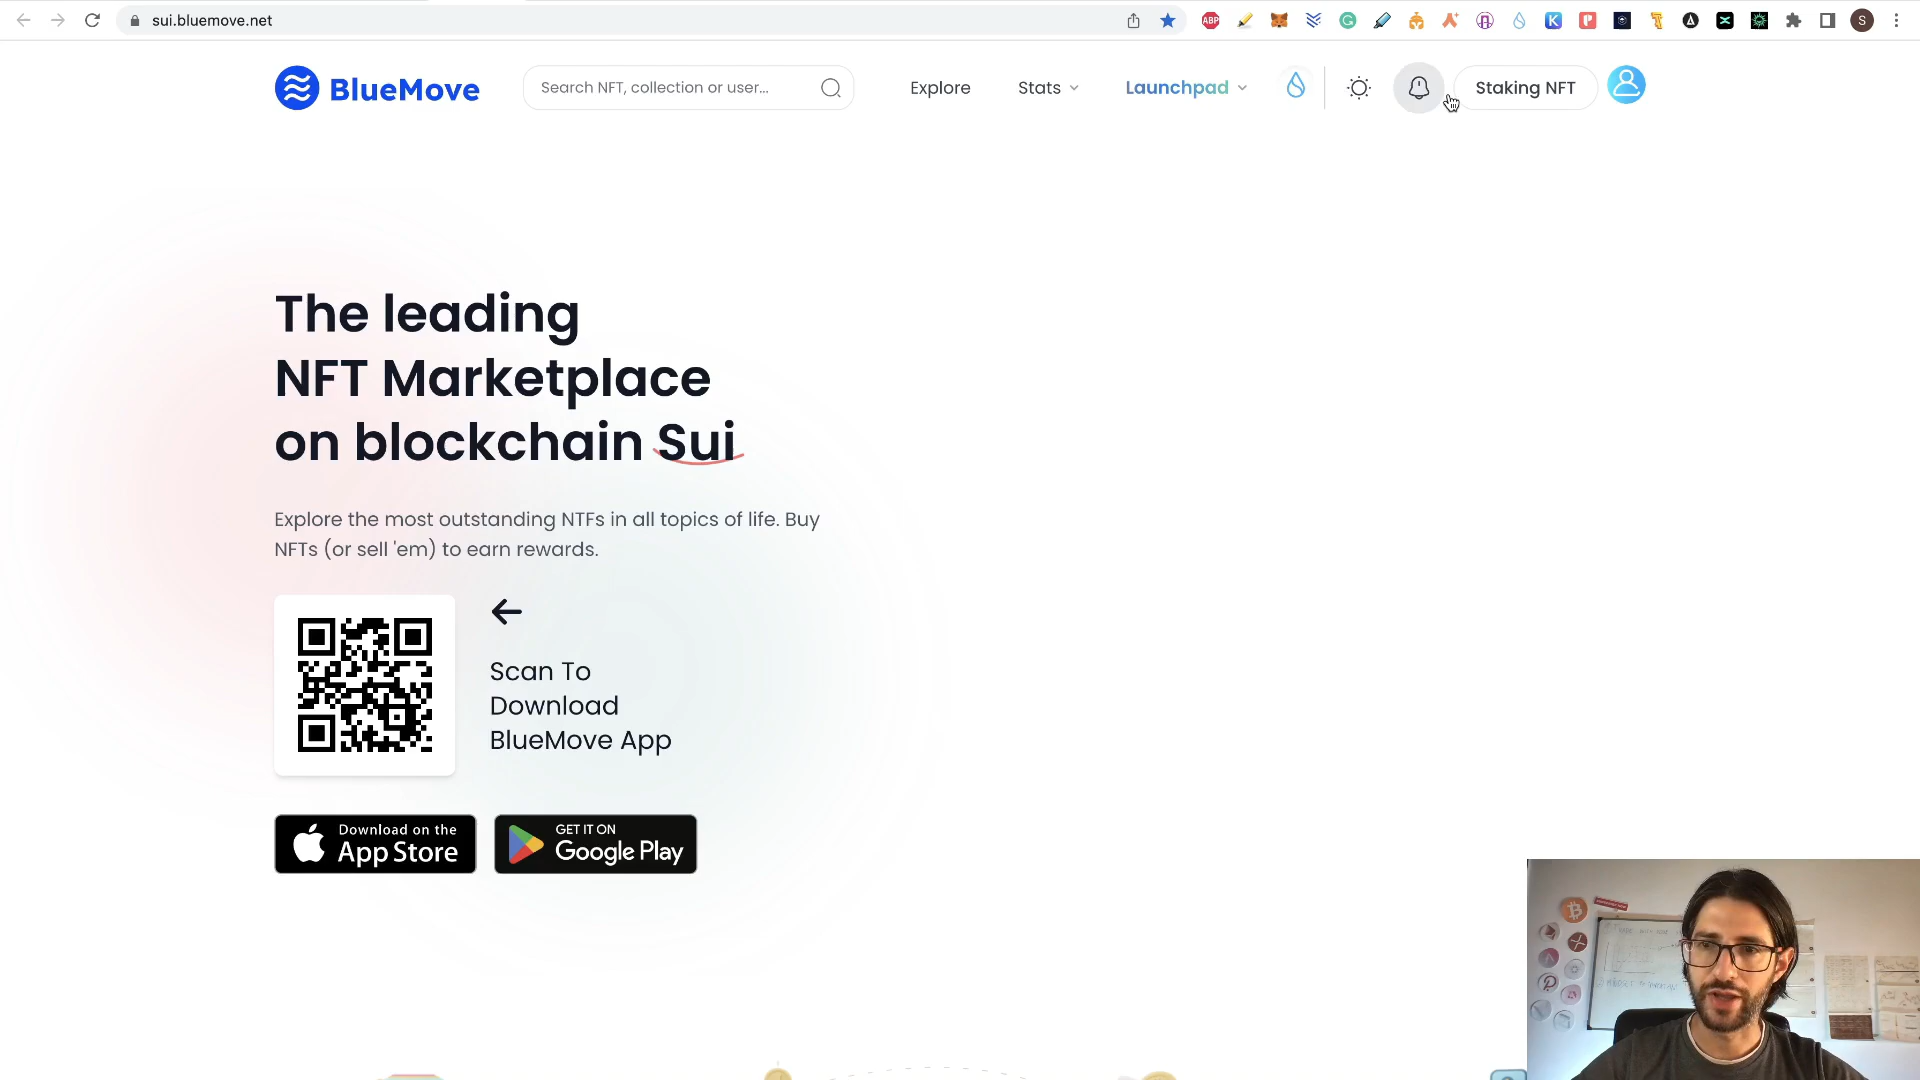 sui.bluemove.net
ABP
S
BlueMove
Search NFT, collection or user...
Explore
Stats
Launchpad
Staking NFT
The leading
NFT Marketplace
on blockchain Sui
Explore the most outstanding NTFs in all topics of life. Buy
NFTs (or sell 'em) to earn rewards.
Scan To
Download
BlueMove App
Download on the
App Store
GET IT ON
Google Play